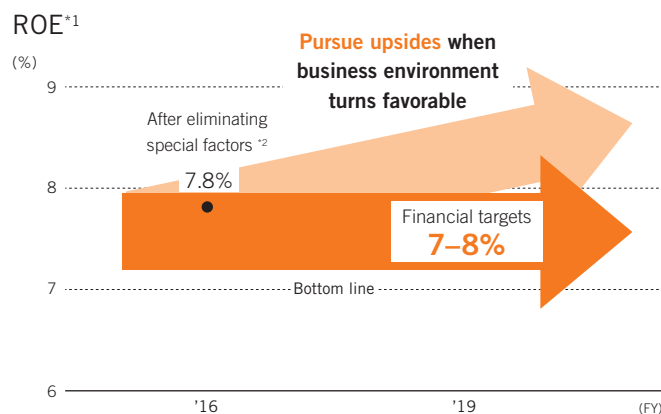 ROE*1
(%)
Pursue upsides when
business environment
turns favorable
9
After eliminating
special factors *2
7.8%
8
Financial targets
7–8%
7
Bottom line
6
'16
'19
(FY)